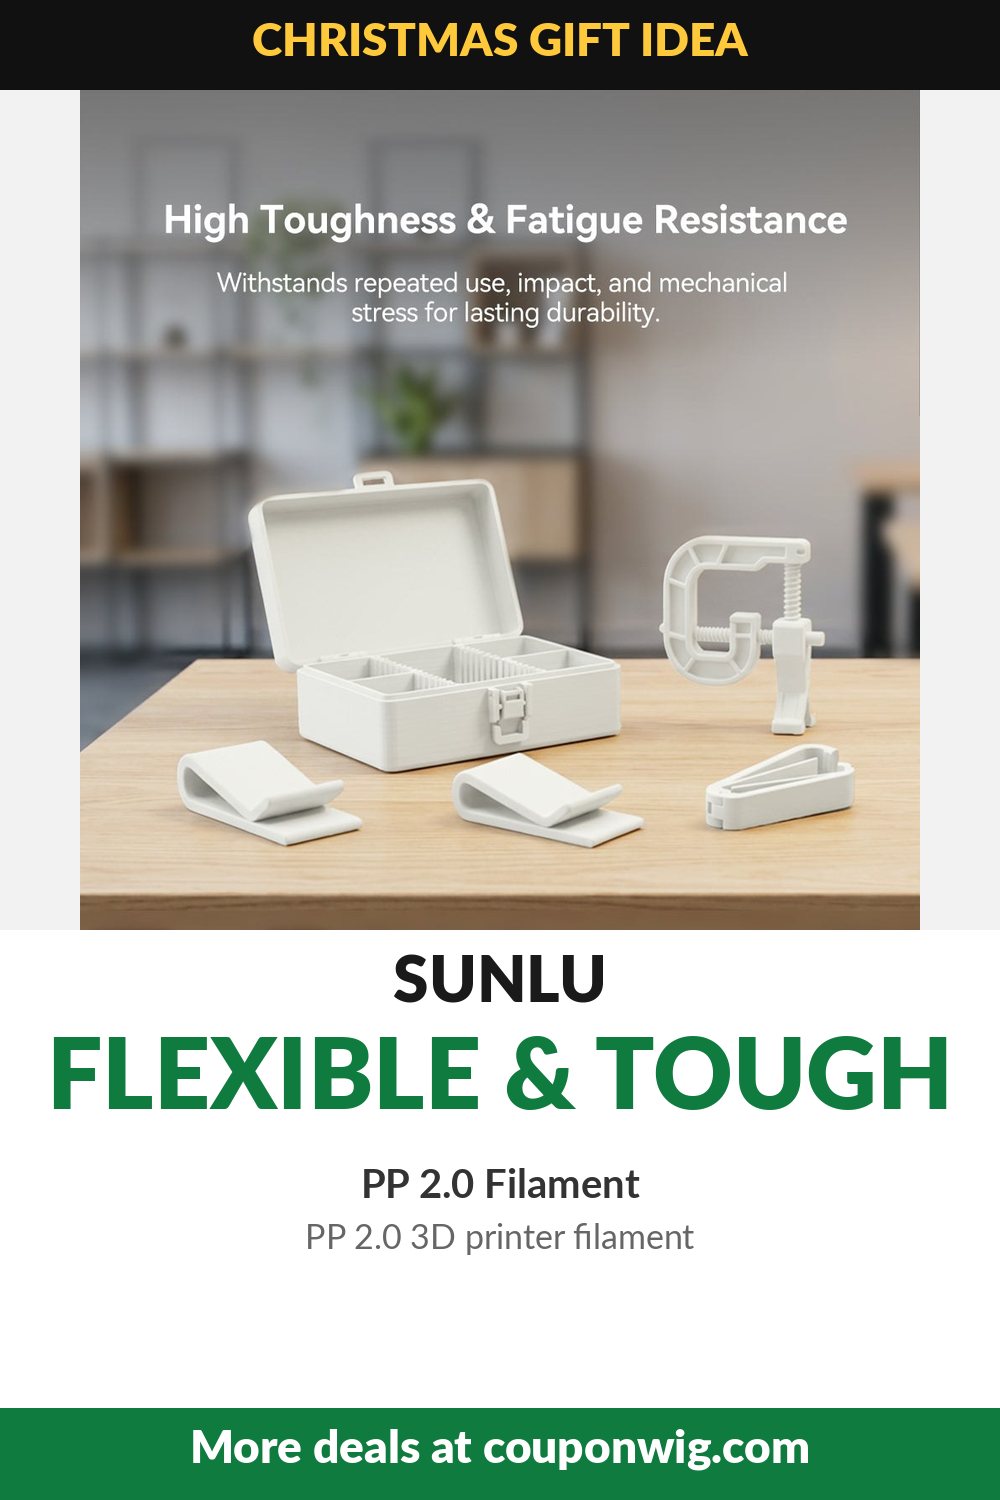 CHRISTMAS GIFT IDEA
High Toughness & Fatigue Resistance
Withstands repeated use, impact, and mechanical
stress for lasting durability.
SUNLU
FLEXIBLE & TOUGH
PP 2.0 Filament
PP 2.0 3D printer filament
More deals at couponwig.com